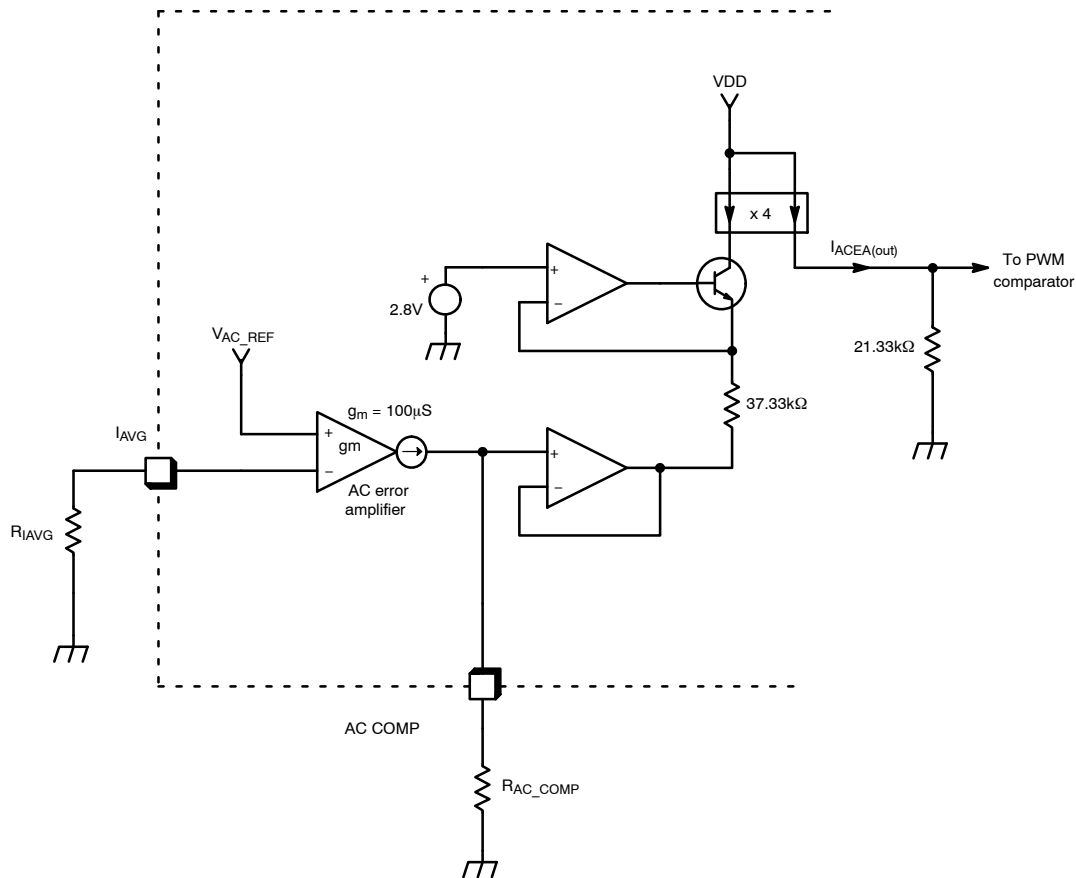 VDD
x 4
I_ACEA(out)
To PWM
comparator
+
+
−
2.8V
21.33kΩ
V_AC_REF
37.33kΩ
g_m = 100µS
I_AVG
+
gm
−
+
−
AC error
amplifier
R_IAVG
AC COMP
R_AC_COMP